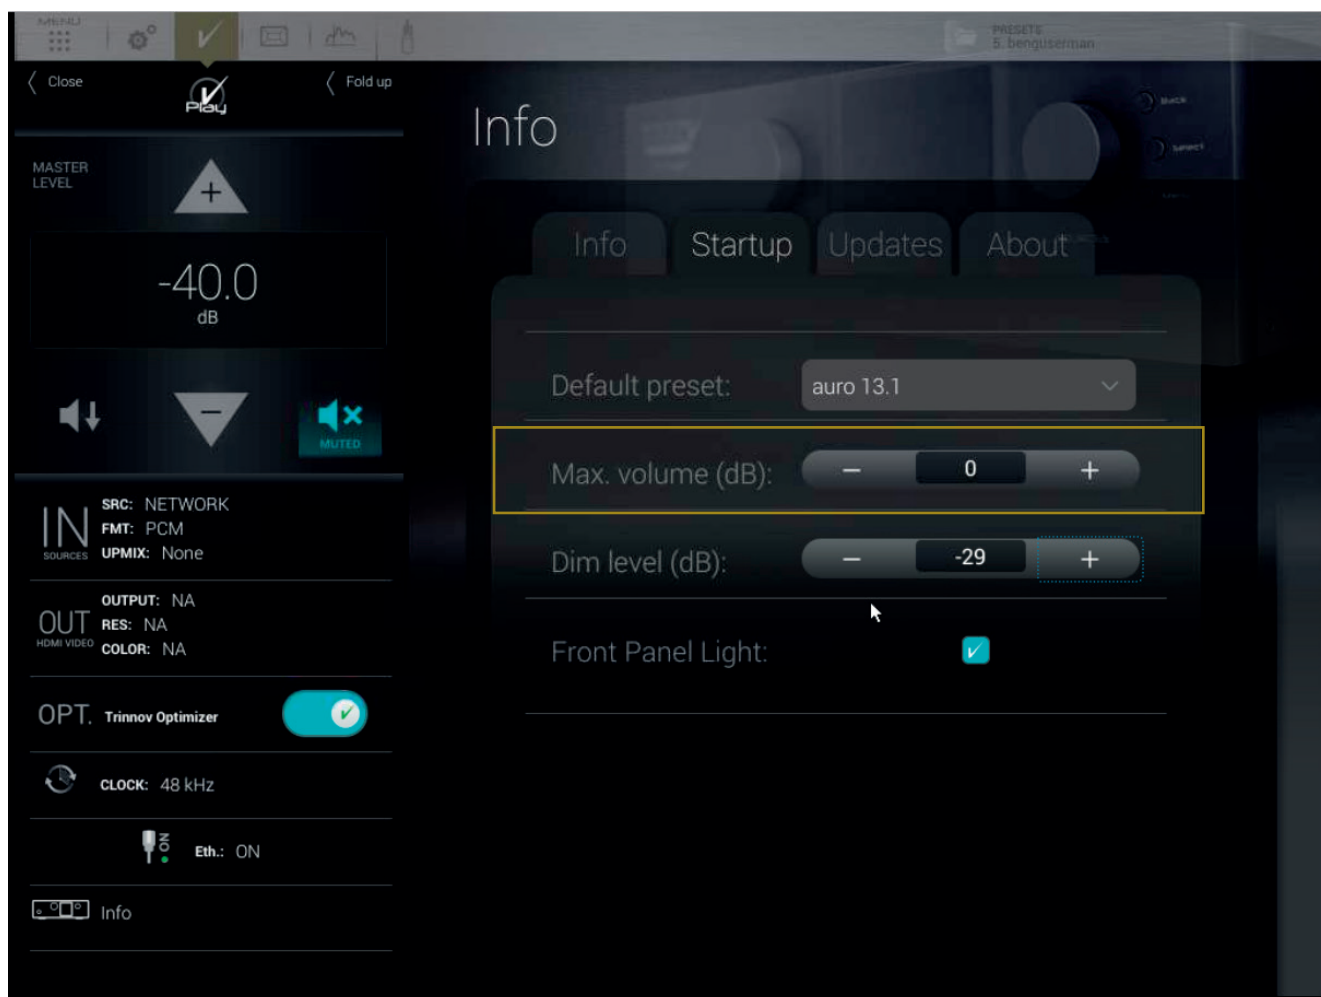 MENU
PRESETS
5. benguserman
Close
Play
Fold up
Info
BACK
SELECT
MASTER
LEVEL
+
Info
Startup
Updates
About
-40.0
dB
Default preset:
auro 13.1
−
MUTED
Max. volume (dB):
−
0
+
IN
SOURCES
SRC: NETWORK
FMT: PCM
UPMIX: None
Dim level (dB):
−
-29
+
OUT
HDMI VIDEO
OUTPUT: NA
RES: NA
COLOR: NA
Front Panel Light:
OPT.
Trinnov Optimizer
CLOCK: 48 kHz
ON
Eth.: ON
Info